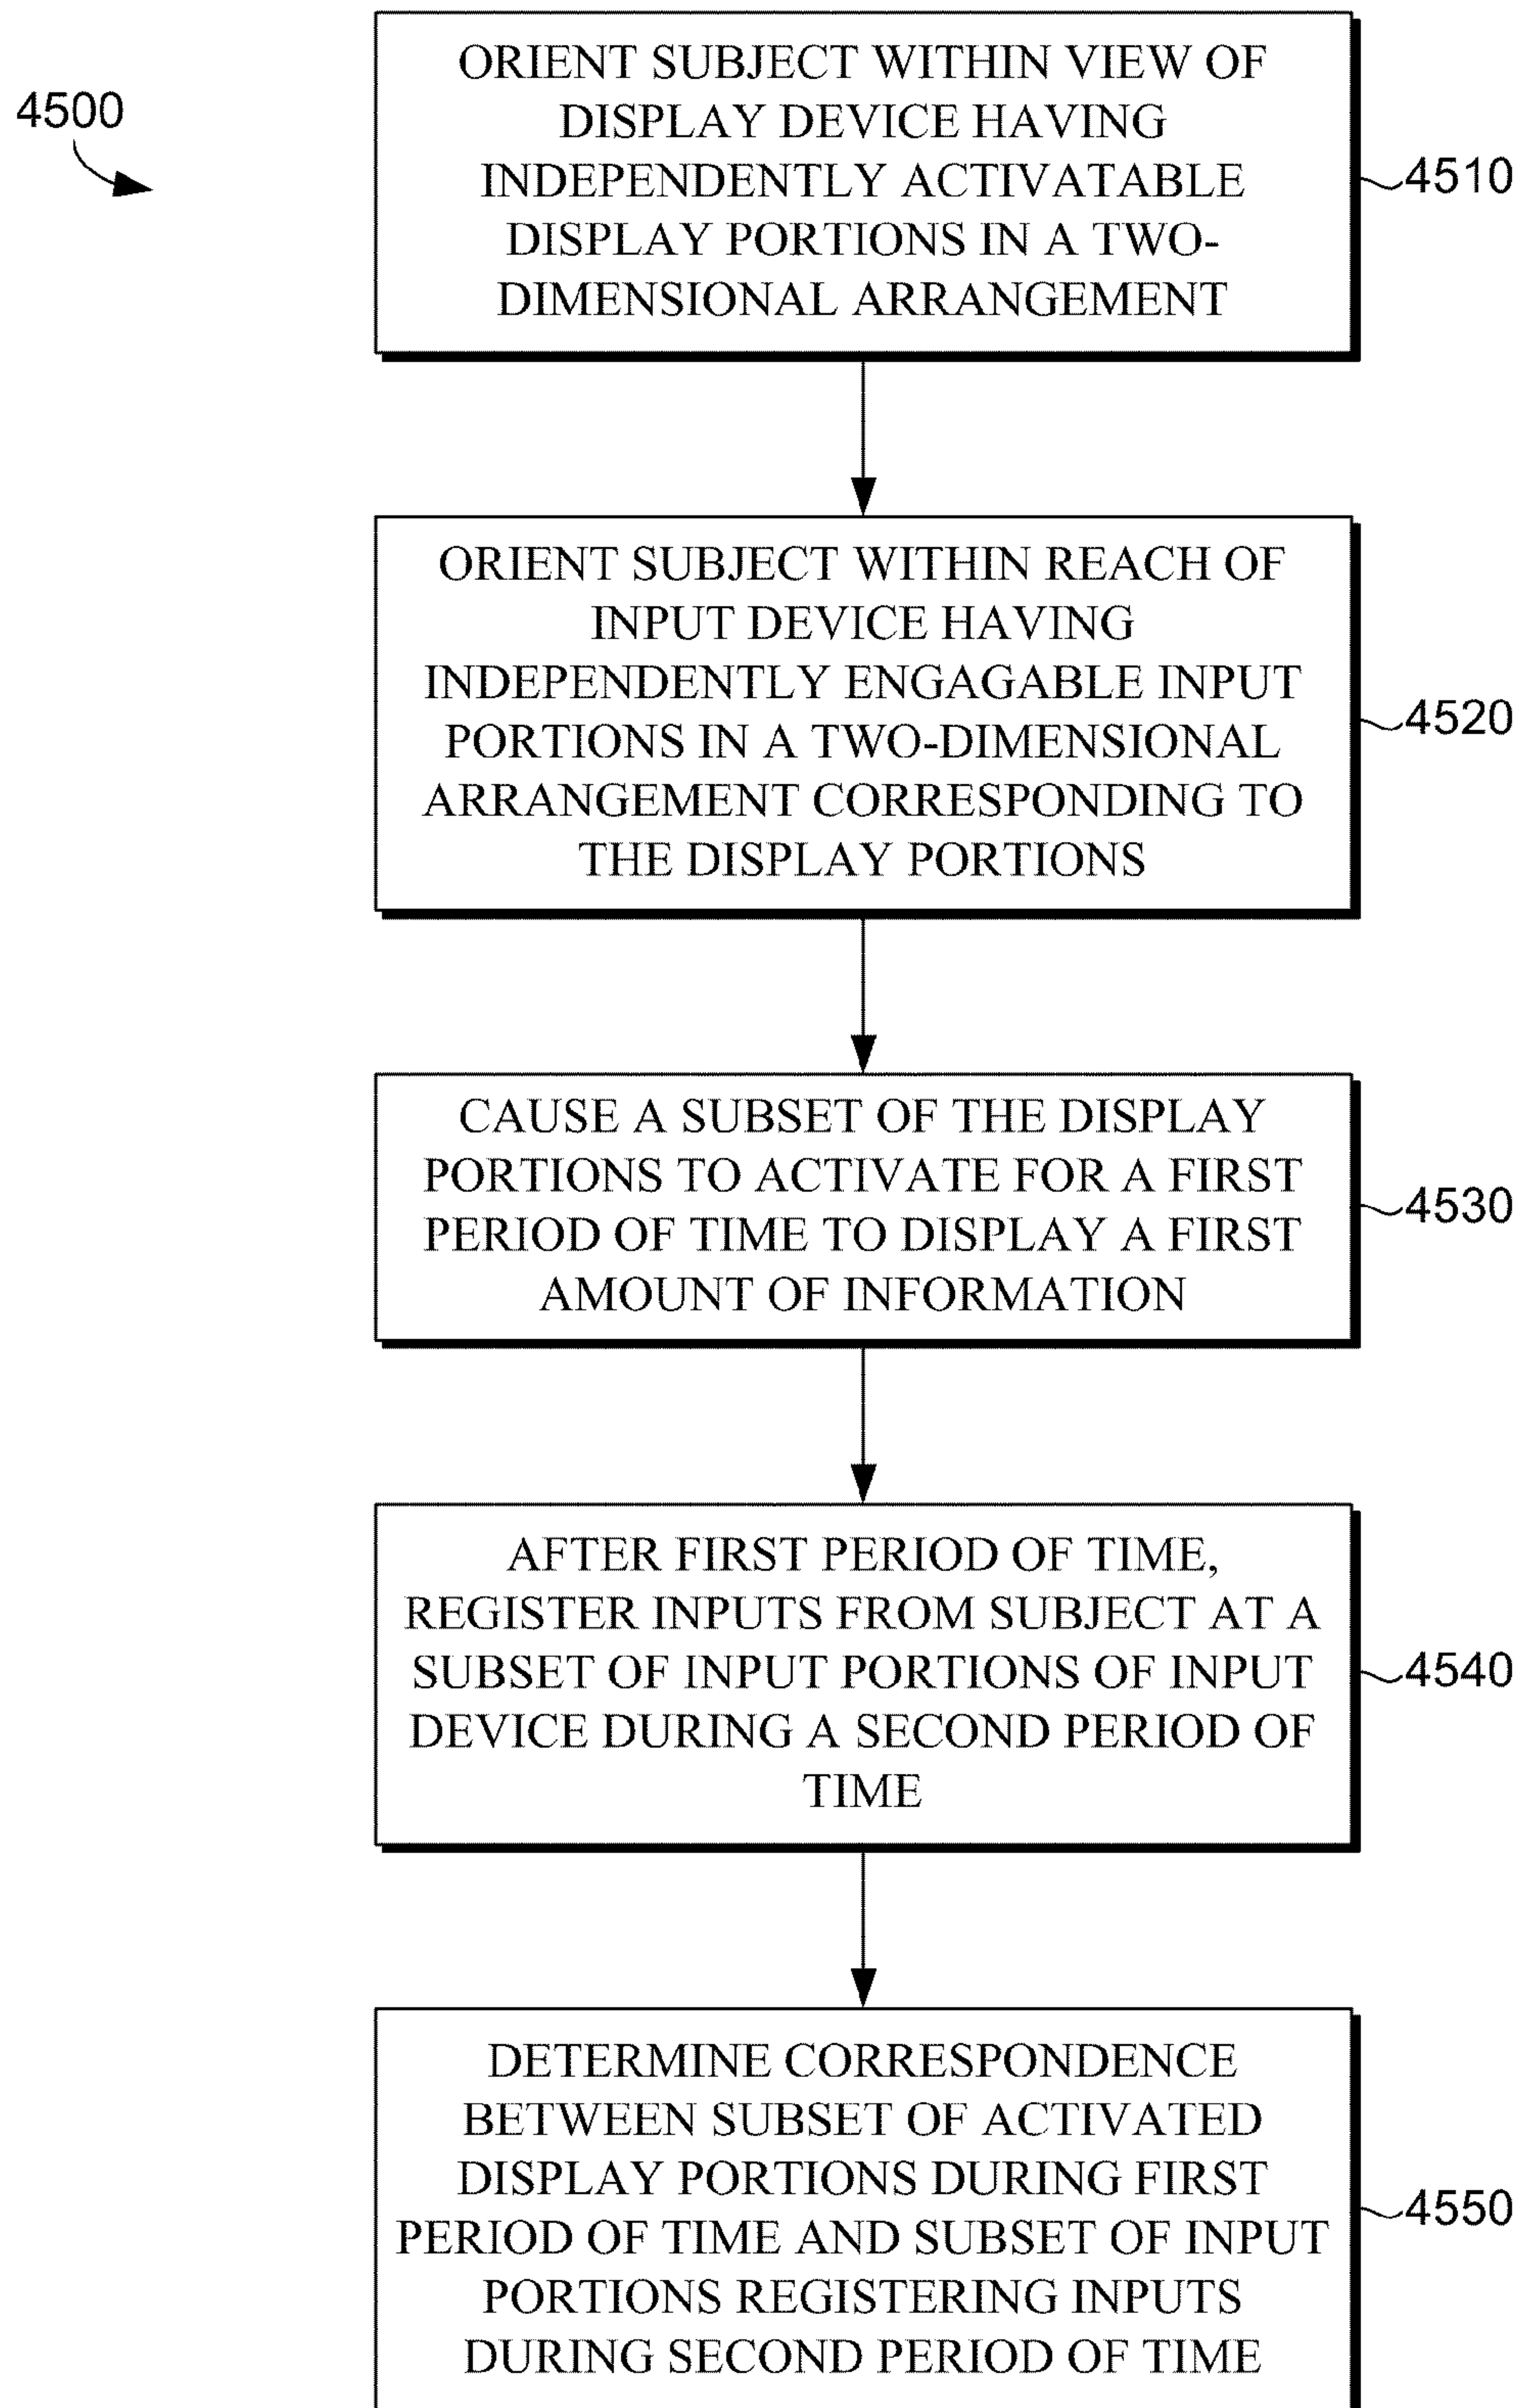 4500
ORIENT SUBJECT WITHIN VIEW OF
DISPLAY DEVICE HAVING
INDEPENDENTLY ACTIVATABLE
DISPLAY PORTIONS IN A TWO-
DIMENSIONAL ARRANGEMENT
4510
ORIENT SUBJECT WITHIN REACH OF
INPUT DEVICE HAVING
INDEPENDENTLY ENGAGABLE INPUT
PORTIONS IN A TWO-DIMENSIONAL
ARRANGEMENT CORRESPONDING TO
THE DISPLAY PORTIONS
4520
CAUSE A SUBSET OF THE DISPLAY
PORTIONS TO ACTIVATE FOR A FIRST
PERIOD OF TIME TO DISPLAY A FIRST
AMOUNT OF INFORMATION
4530
AFTER FIRST PERIOD OF TIME,
REGISTER INPUTS FROM SUBJECT AT A
SUBSET OF INPUT PORTIONS OF INPUT
DEVICE DURING A SECOND PERIOD OF
TIME
4540
DETERMINE CORRESPONDENCE
BETWEEN SUBSET OF ACTIVATED
DISPLAY PORTIONS DURING FIRST
PERIOD OF TIME AND SUBSET OF INPUT
PORTIONS REGISTERING INPUTS
DURING SECOND PERIOD OF TIME
4550